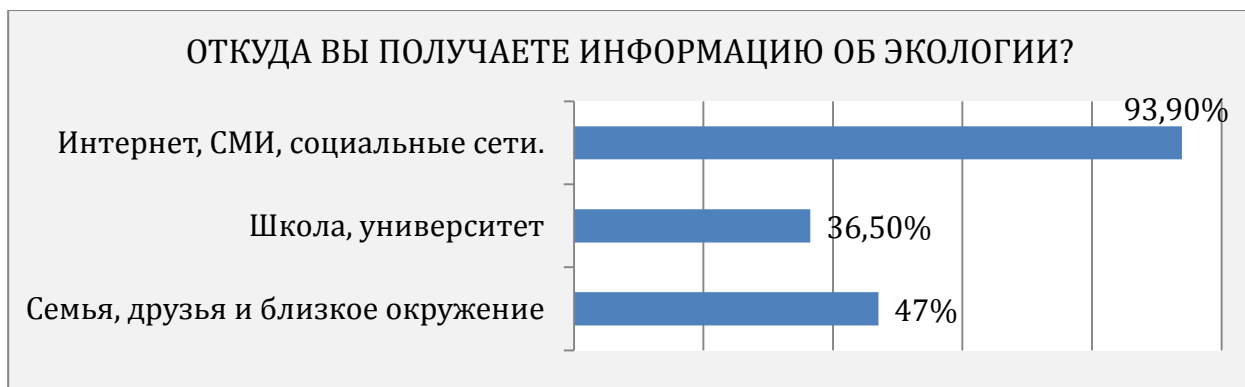 ОТКУДА ВЫ ПОЛУЧАЕТЕ ИНФОРМАЦИЮ ОБ ЭКОЛОГИИ?
93,90%
Интернет, СМИ, социальные сети.
Школа, университет
36,50%
Семья, друзья и близкое окружение
47%